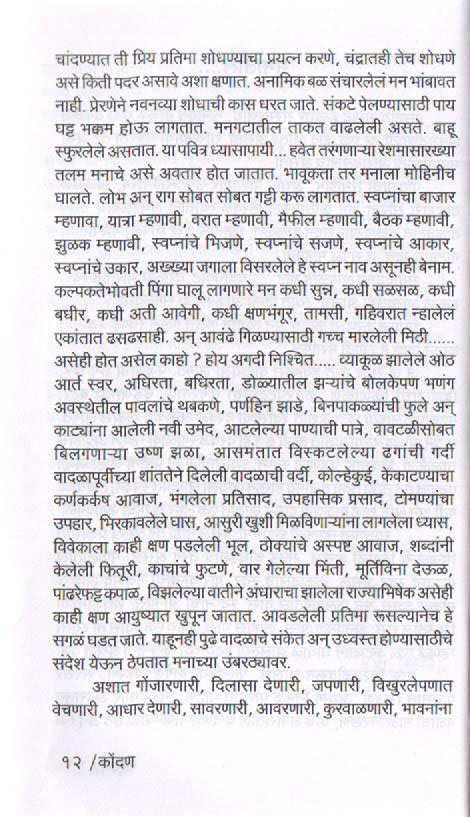 चांदण्यात ती प्रिय प्रतिमा शोधण्याचा प्रयत्न करणे, चंद्रातही तेच शोधणे
असे किती पदर असावे अशा क्षणात. अनामिक बळ संचारलेलं मन भांबावत
नाही. प्रेरणेने नवनव्या शोधाची कास धरत जाते. संकटे पेलण्यासाठी पाय
घट्ट भक्कम होऊ लागतात. मनगटातील ताकत वाढलेली असते. बाहू
स्फुरलेले असतात. या पवित्र ध्यासापायी... हवेत तरंगणाऱ्या रेशमासारख्या
तलम मनाचे असे अवतार होत जातात. भावूकता तर मनाला मोहिनीच
घालते. लोभ अन् राग सोबत सोबत गट्टी करू लागतात. स्वप्नांचा बाजार
म्हणावा, यात्रा म्हणावी, वरात म्हणावी, मैफील म्हणावी, बैठक म्हणावी,
झुळक म्हणावी, स्वप्नांचे भिजणे, स्वप्नांचे सजणे, स्वप्नांचे आकार,
स्वप्नांचे उकार, अख्ख्या जगाला विसरलेले हे स्वप्न नाव असूनही बेनाम.
कल्पकतेभोवती पिंगा घालू लागणारे मन कधी सुन्न, कधी सळसळ, कधी
बधीर, कधी अती आवेगी, कधी क्षणभंगूर, तामसी, गहिवरात न्हालेलं
एकांतात ढसढसाही. अन् आवंढे गिळण्यासाठी गच्च मारलेली मिठी......
असेही होत असेल काहो ? होय अगदी निश्चित..... व्याकूळ झालेले ओठ
आर्त स्वर, अधिरता, बधिरता, डोळ्यातील झऱ्यांचे बोलकेपण भणंग
अवस्थेतील पावलांचे थबकणे, पर्णहिन झाडे, बिनपाकळ्यांची फुले अन्
काट्यांना आलेली नवी उमेद, आटलेल्या पाण्याची पात्रे, वावटळीसोबत
बिलगणाऱ्या उष्ण झळा, आसमंतात विस्कटलेल्या ढगांची गर्दी
वादळापूर्वीच्या शांततेने दिलेली वादळाची वर्दी, कोल्हेकुई, केकाटण्याचा
कर्णकर्कष आवाज, भंगलेला प्रतिसाद, उपहासिक प्रसाद, टोमण्यांचा
उपहार, भिरकावलेले घास, आसुरी खुशी मिळविणाऱ्यांना लागलेला ध्यास,
विवेकाला काही क्षण पडलेली भूल, ठोक्यांचे अस्पष्ट आवाज, शब्दांनी
केलेली फितूरी, काचांचे फुटणे, वार गेलेल्या भिंती, मूर्तिविना देऊळ,
पांढरेफट्ट कपाळ, विझलेल्या वातीने अंधाराचा झालेला राज्याभिषेक असेही
काही क्षण आयुष्यात खुपून जातात. आवडलेली प्रतिमा रूसल्यानेच हे
सगळं घडत जाते. याहूनही पुढे वादळाचे संकेत अन् उध्वस्त होण्यासाठीचे
संदेश येऊन ठेपतात मनाच्या उंबरठ्यावर.
अशात गोंजारणारी, दिलासा देणारी, जपणारी, विखुरलेपणात
वेचणारी, आधार देणारी, सावरणारी, आवरणारी, कुरवाळणारी, भावनांना
१२ /कोंदण